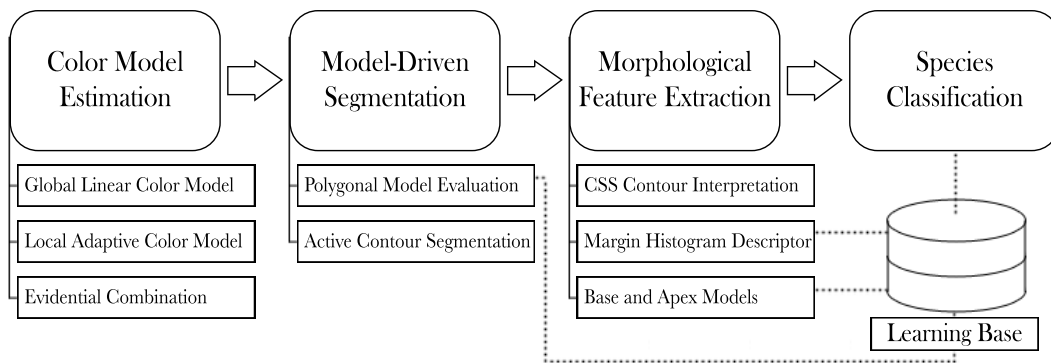 Color Model
Estimation
Model-Driven
Segmentation
Morphological
Feature Extraction
Species
Classification
Global Linear Color Model
Local Adaptive Color Model
Evidential Combination
Polygonal Model Evaluation
Active Contour Segmentation
CSS Contour Interpretation
Margin Histogram Descriptor
Base and Apex Models
Learning Base